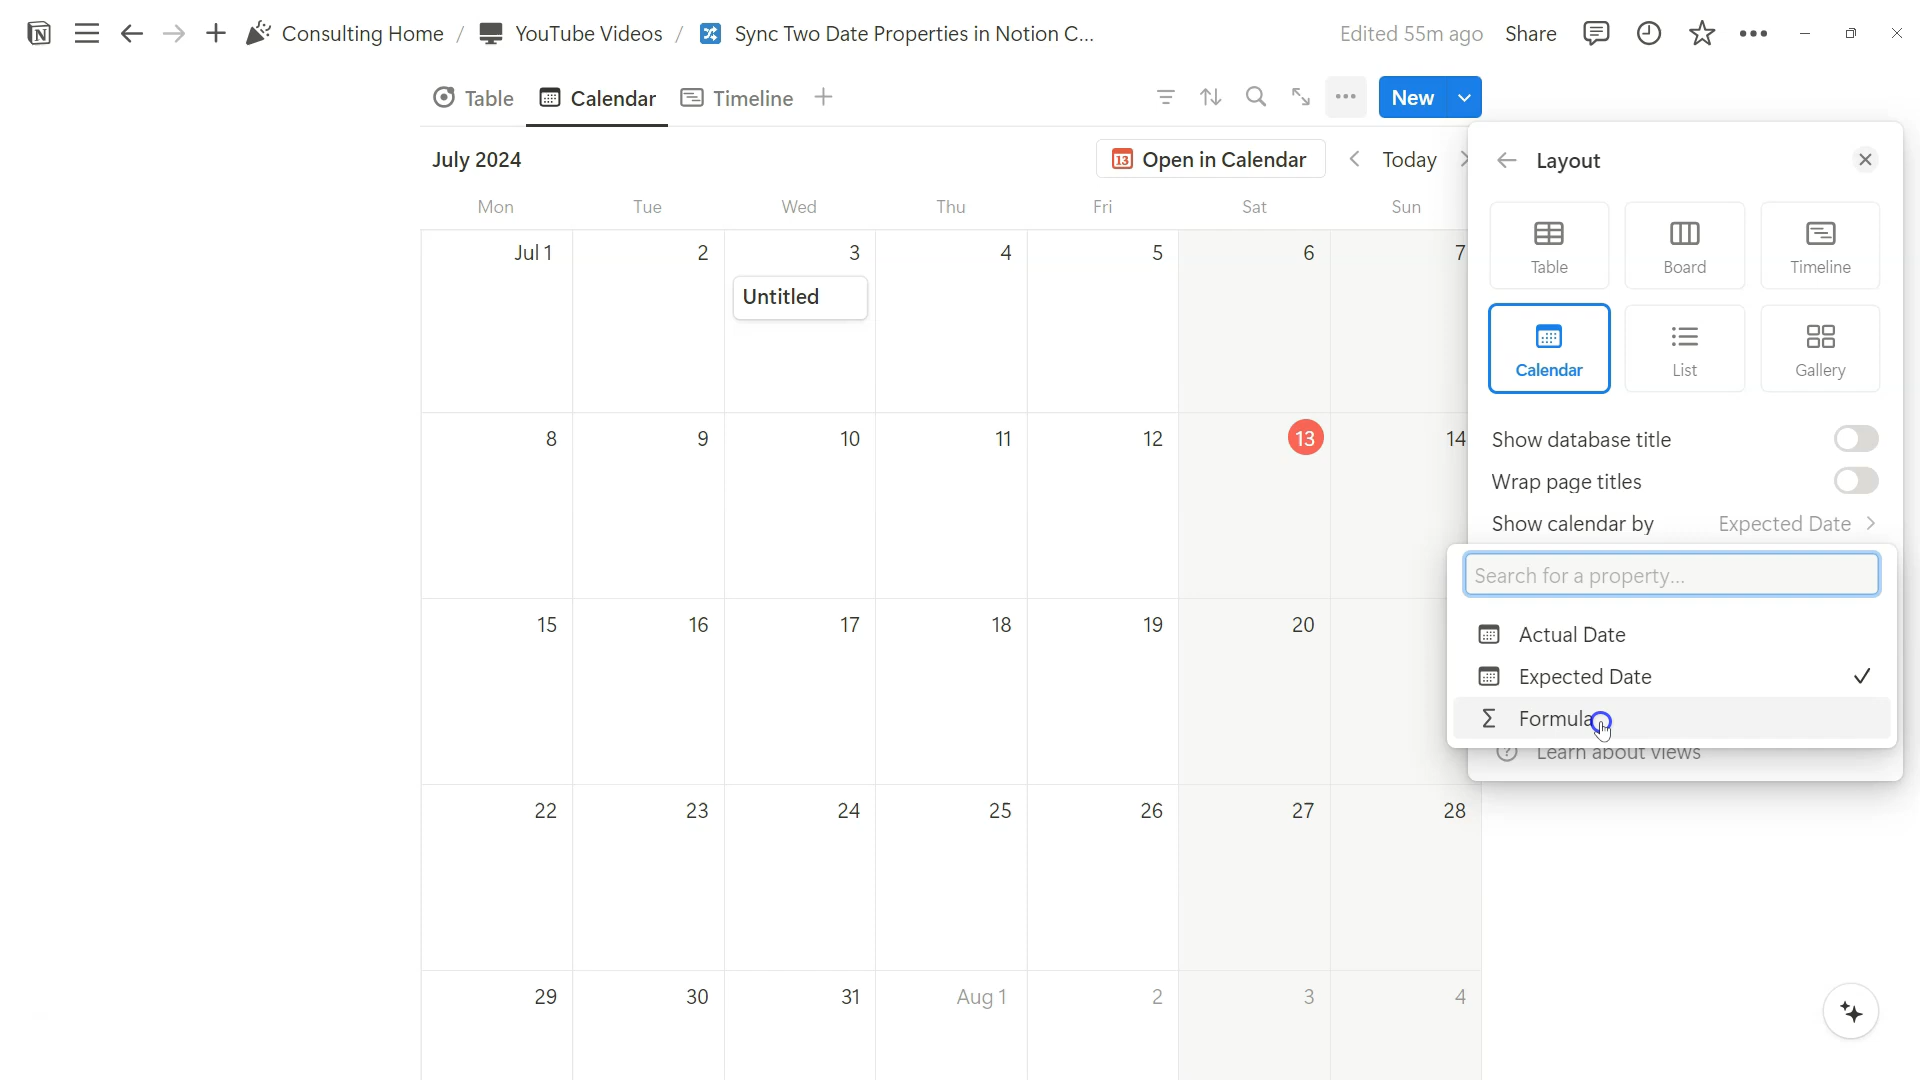 Consulting Home / YouTube Videos / Sync Two Date Properties in Notion C...
Edited 55m ago Share
Table Calendar Timeline
New
July 2024
13 Open in Calendar
Today
Mon Tue Wed Thu Fri Sat Sun
Jul 1 2 3 4 5 6 7
Untitled
8 9 10 11 12 13 14
15 16 17 18 19 20
22 23 24 25 26 27 28
29 30 31 Aug 1 2 3 4
Layout
Table Board Timeline
Calendar List Gallery
Show database title
Wrap page titles
Show calendar by Expected Date
Search for a property...
Actual Date
Expected Date
Formula
Learn about views